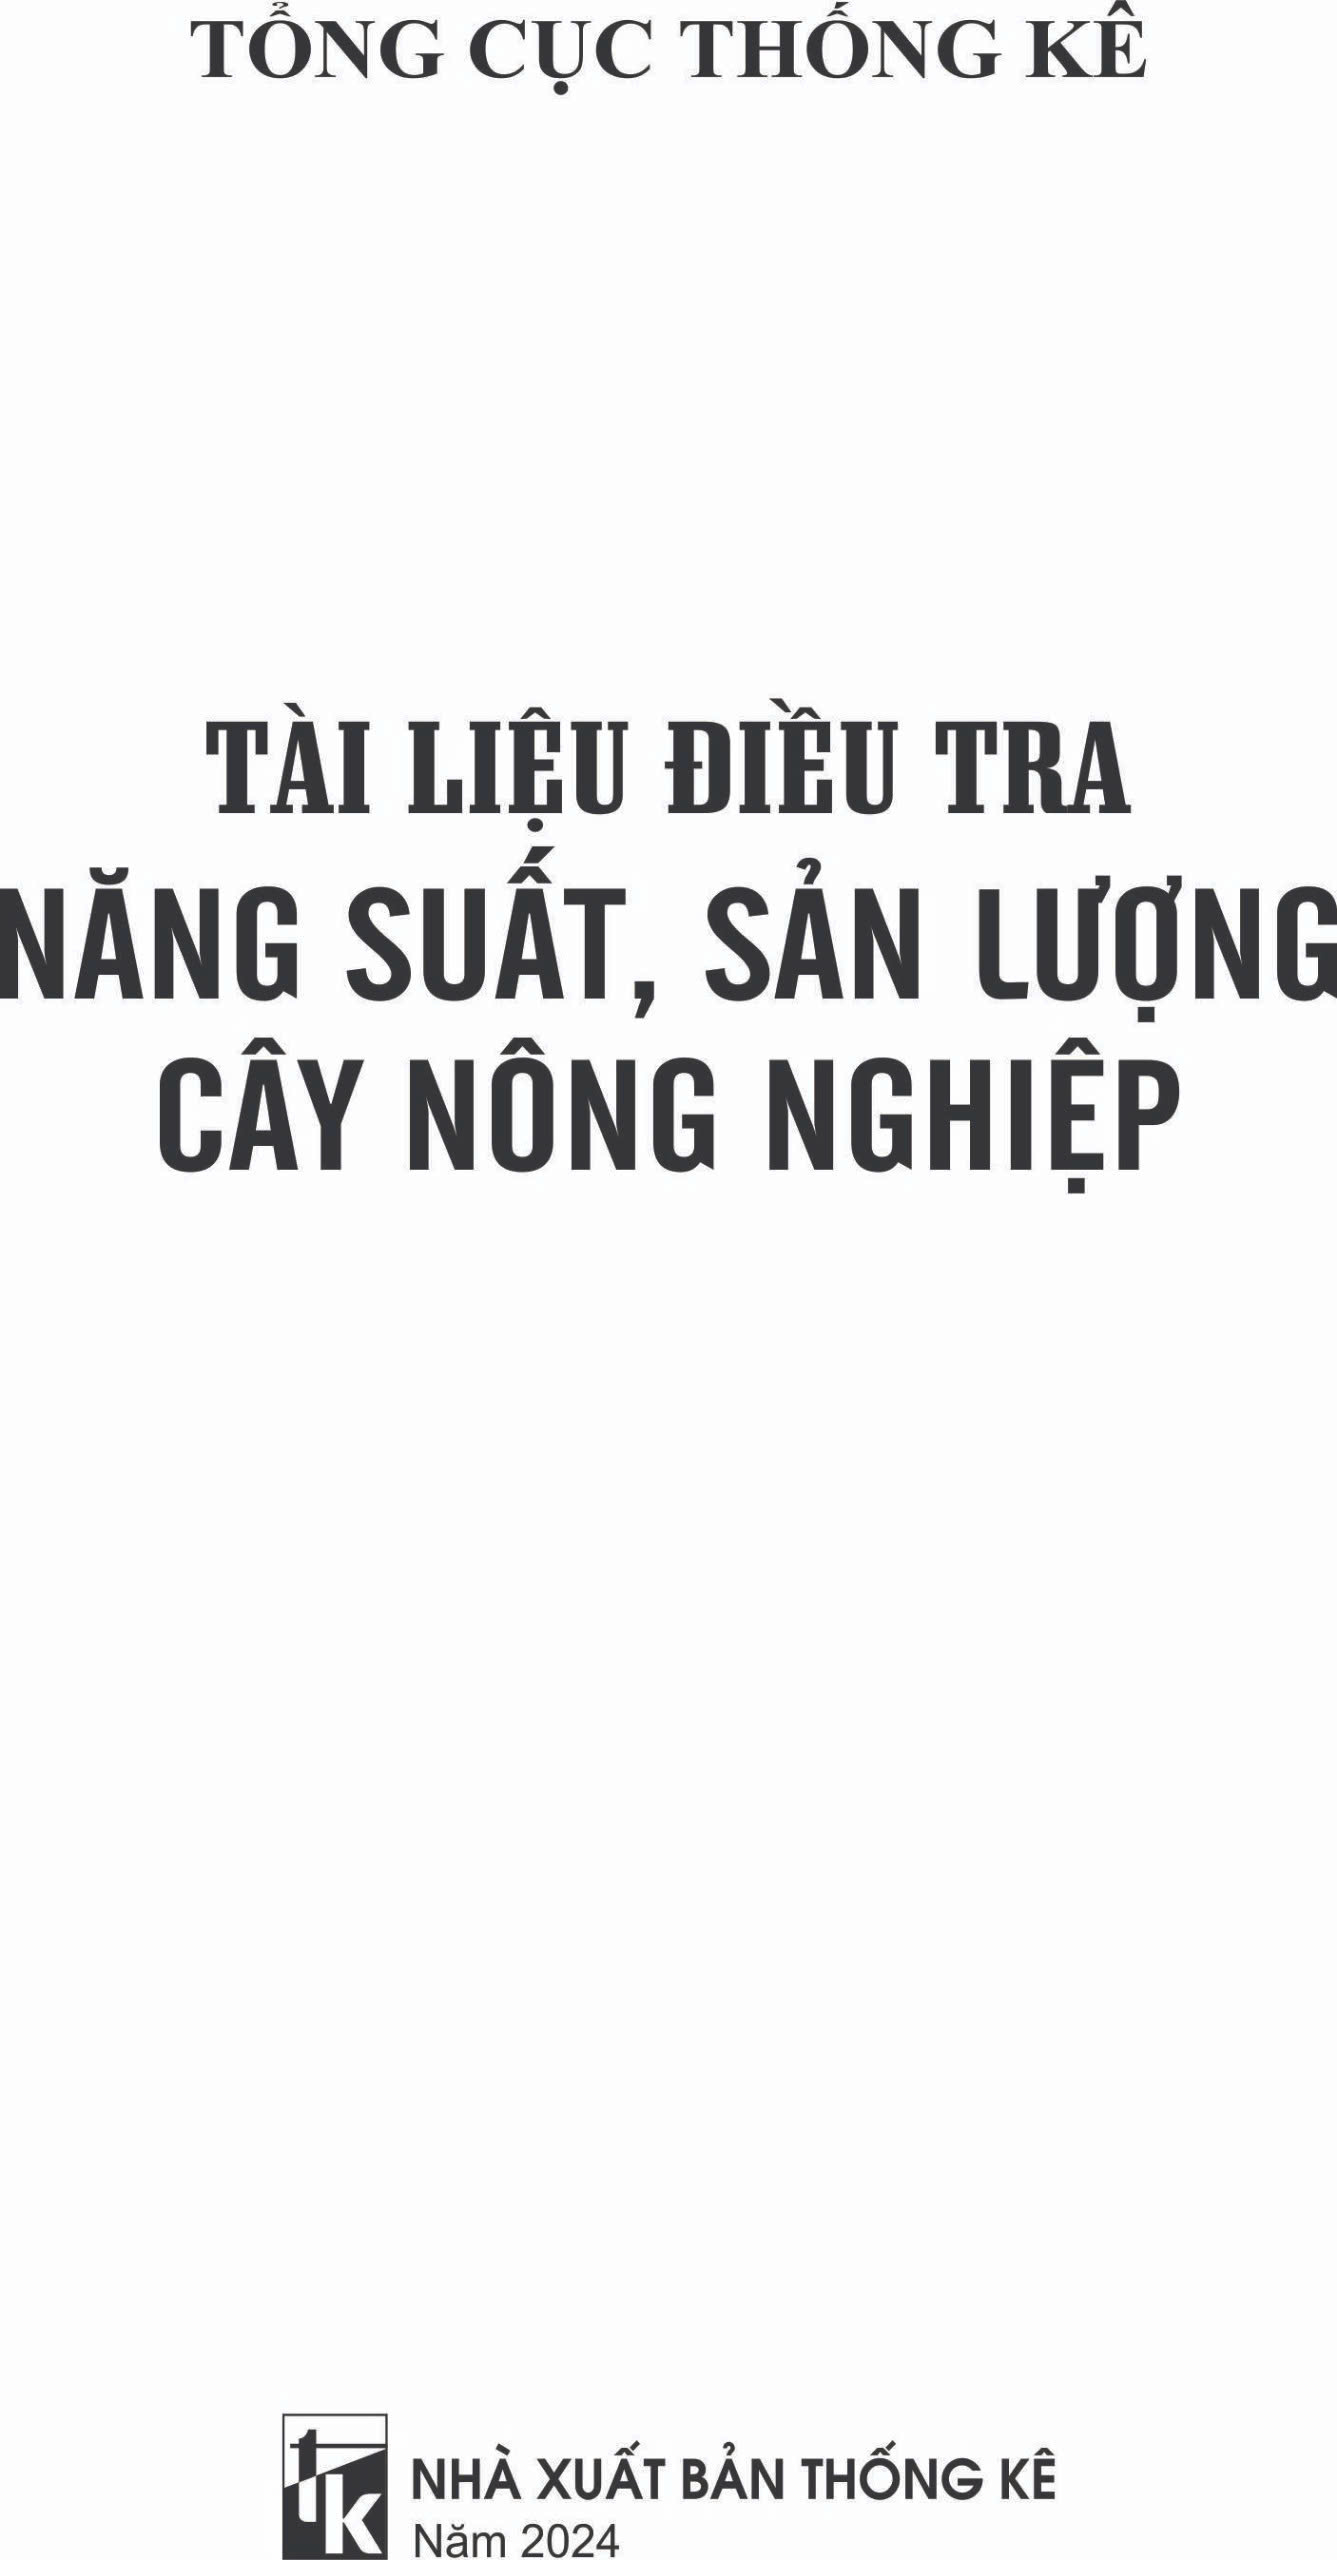 TỔNG CỤC THỐNG KÊ
TÀI LIỆU ĐIỀU TRA
NĂNG SUẤT, SẢN LƯỢNG
CÂY NÔNG NGHIỆP
tk
NHÀ XUẤT BẢN THỐNG KÊ
Năm 2024